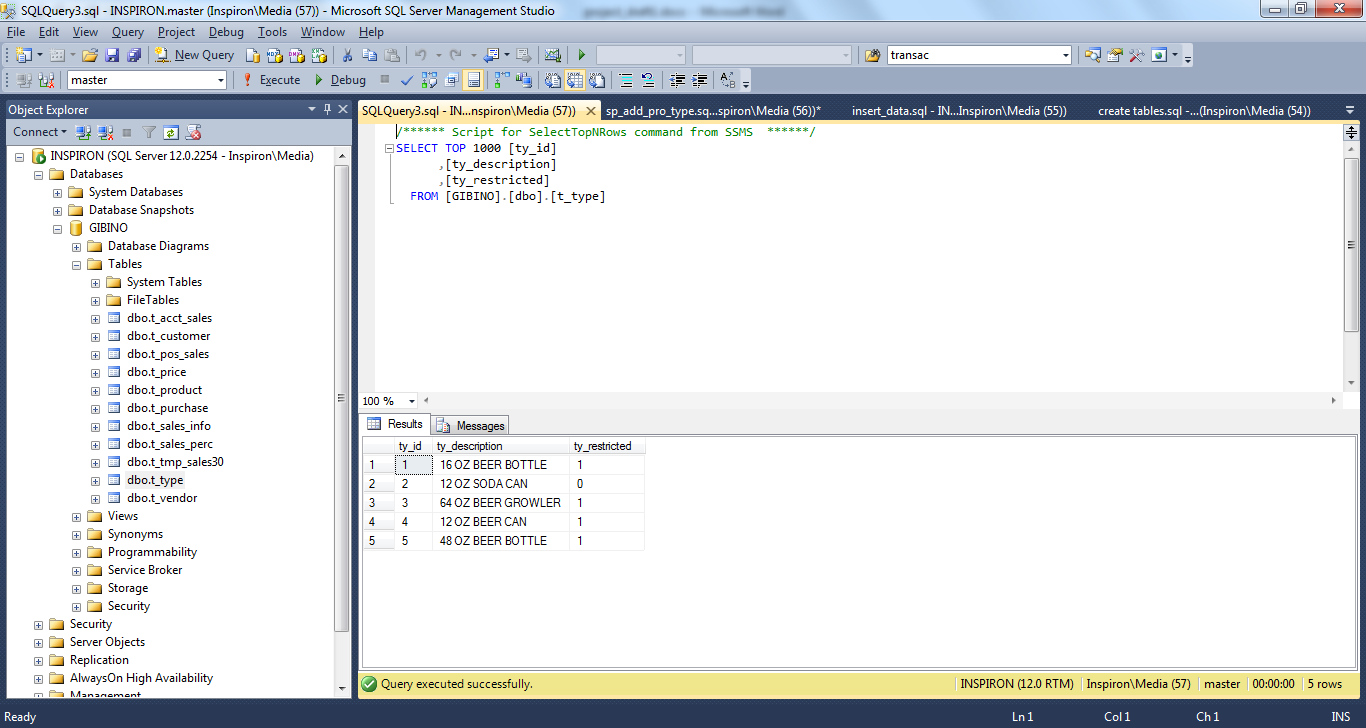 SQLQuery3.sql - INSPIRON.master (Inspiron\Media (57)) - Microsoft SQL Server Management Studio
File Edit View Query Project Debug Tools Window Help
New Query transac
master Execute Debug
Object Explorer
Connect
INSPIRON (SQL Server 12.0.2254 - Inspiron\Media)
Databases
System Databases
Database Snapshots
GIBINO
Database Diagrams
Tables
System Tables
FileTables
dbo.t_acct_sales
dbo.t_customer
dbo.t_pos_sales
dbo.t_price
dbo.t_product
dbo.t_purchase
dbo.t_sales_info
dbo.t_sales_perc
dbo.t_tmp_sales30
dbo.t_type
dbo.t_vendor
Views
Synonyms
Programmability
Service Broker
Storage
Security
Security
Server Objects
Replication
AlwaysOn High Availability
Management
SQLQuery3.sql - IN...nspiron\Media (57)) sp_add_pro_type.sq...spiron\Media (56))* insert_data.sql - IN...Inspiron\Media (55)) create tables.sql -...(Inspiron\Media (54))
/****** Script for SelectTopNRows command from SSMS ******/
SELECT TOP 1000 [ty_id]
,[ty_description]
,[ty_restricted]
FROM [GIBINO].[dbo].[t_type]
100 %
Results Messages
ty_id ty_description ty_restricted
1 1 16 OZ BEER BOTTLE 1
2 2 12 OZ SODA CAN 0
3 3 64 OZ BEER GROWLER 1
4 4 12 OZ BEER CAN 1
5 5 48 OZ BEER BOTTLE 1
Query executed successfully. INSPIRON (12.0 RTM) Inspiron\Media (57) master 00:00:00 5 rows
Ready Ln 1 Col 1 Ch 1 INS